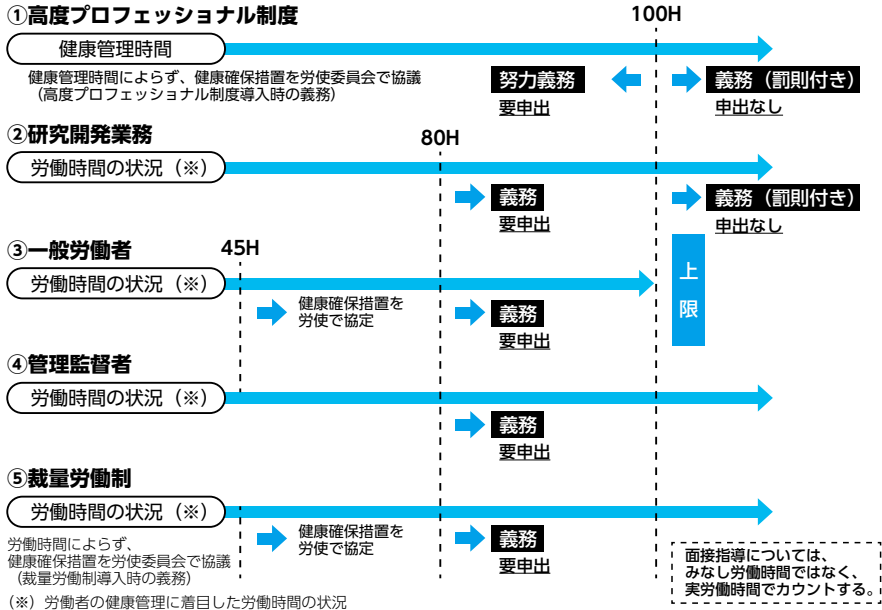 ①高度プロフェッショナル制度
100H
健康管理時間
健康管理時間によらず、健康確保措置を労使委員会で協議
（高度プロフェッショナル制度導入時の義務）
努力義務
要申出
義務（罰則付き）
申出なし
②研究開発業務
80H
労働時間の状況（※）
義務
要申出
義務（罰則付き）
申出なし
③一般労働者
45H
労働時間の状況（※）
健康確保措置を
労使で協定
義務
要申出
上
限
④管理監督者
労働時間の状況（※）
義務
要申出
⑤裁量労働制
労働時間の状況（※）
労働時間によらず、
健康確保措置を労使委員会で協議
（裁量労働制導入時の義務）
健康確保措置を
労使で協定
義務
要申出
面接指導については、
みなし労働時間ではなく、
実労働時間でカウントする。
（※）労働者の健康管理に着目した労働時間の状況